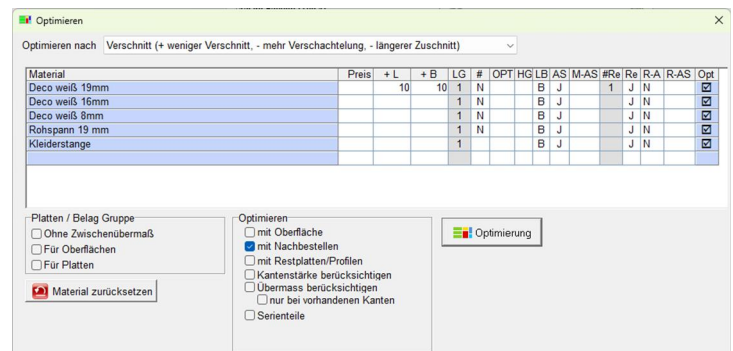 Optimieren
Optimieren nach Verschnitt (+ weniger Verschnitt, - mehr Verschachtelung, - längerer Zuschnitt)
Material Preis + L + B LG # OPT HG LB AS M-AS #Re Re R-A R-AS Opt
Deco weiß 19mm 10 10 1 N B J 1 J N
Deco weiß 16mm 1 N B J J N
Deco weiß 8mm 1 N B J J N
Rohspann 19 mm 1 N B J J N
Kleiderstange 1 B J J N
Platten / Belag Gruppe
Ohne Zwischenübermaß
Für Oberflächen
Für Platten
Material zurücksetzen
Optimieren
mit Oberfläche
mit Nachbestellen
mit Restplatten/Profilen
Kantenstärke berücksichtigen
Übermass berücksichtigen
nur bei vorhandenen Kanten
Serienteile
Optimierung